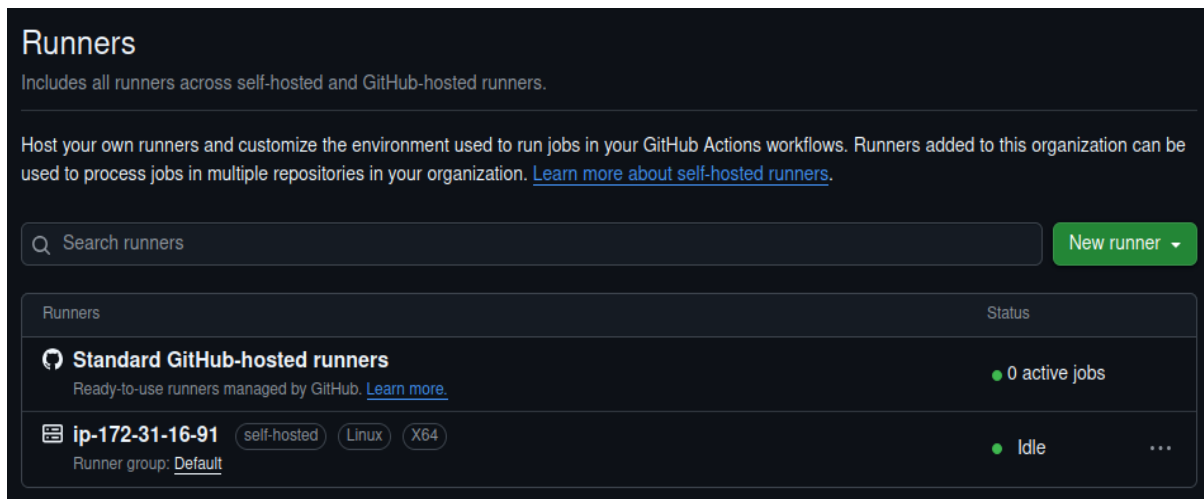 Runners
Includes all runners across self-hosted and GitHub-hosted runners.
Host your own runners and customize the environment used to run jobs in your GitHub Actions workflows. Runners added to this organization can be
used to process jobs in multiple repositories in your organization. Learn more about self-hosted runners.
Search runners
New runner
Runners Status
Standard GitHub-hosted runners
Ready-to-use runners managed by GitHub. Learn more.
0 active jobs
ip-172-31-16-91 self-hosted Linux X64
Runner group: Default
Idle